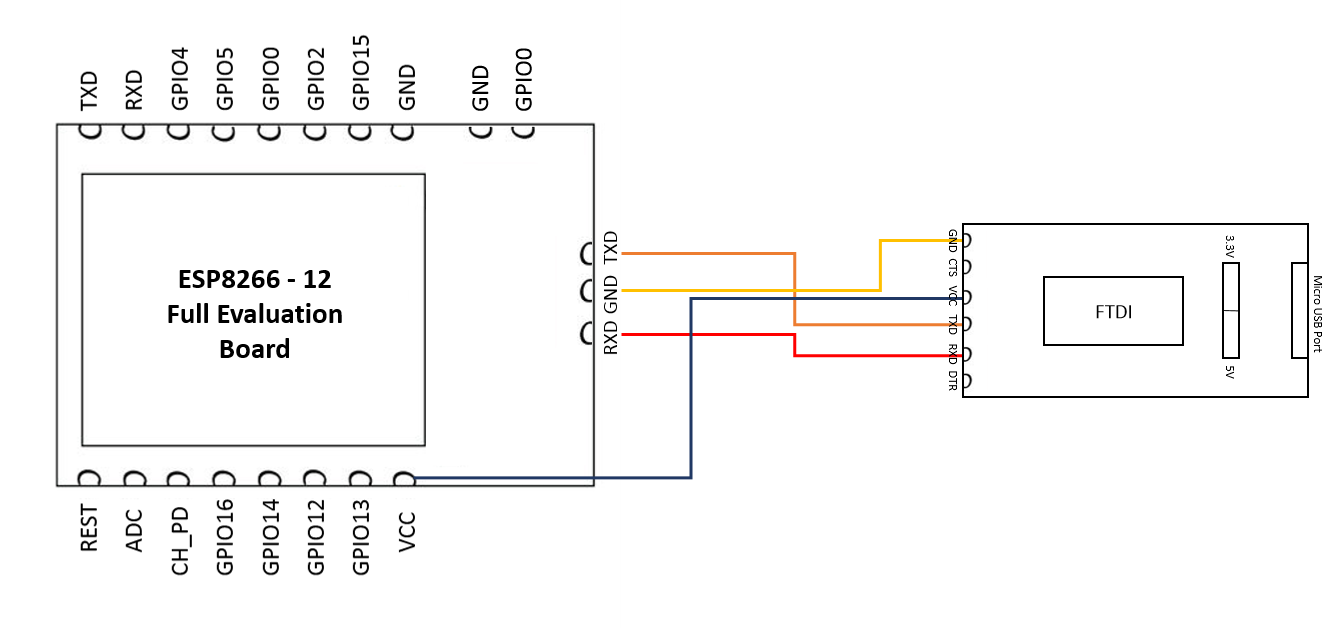 TXD
RXD
GPIO4
GPIO5
GPIO0
GPIO2
GPIO15
GND
GND
GPIO0
ESP8266 - 12
Full Evaluation
Board
TXD
GND
RXD
REST
ADC
CH_PD
GPIO16
GPIO14
GPIO12
GPIO13
VCC
GND
CTS
VCC
TXD
RXD
DTR
FTDI
3.3V
5V
Micro USB Port